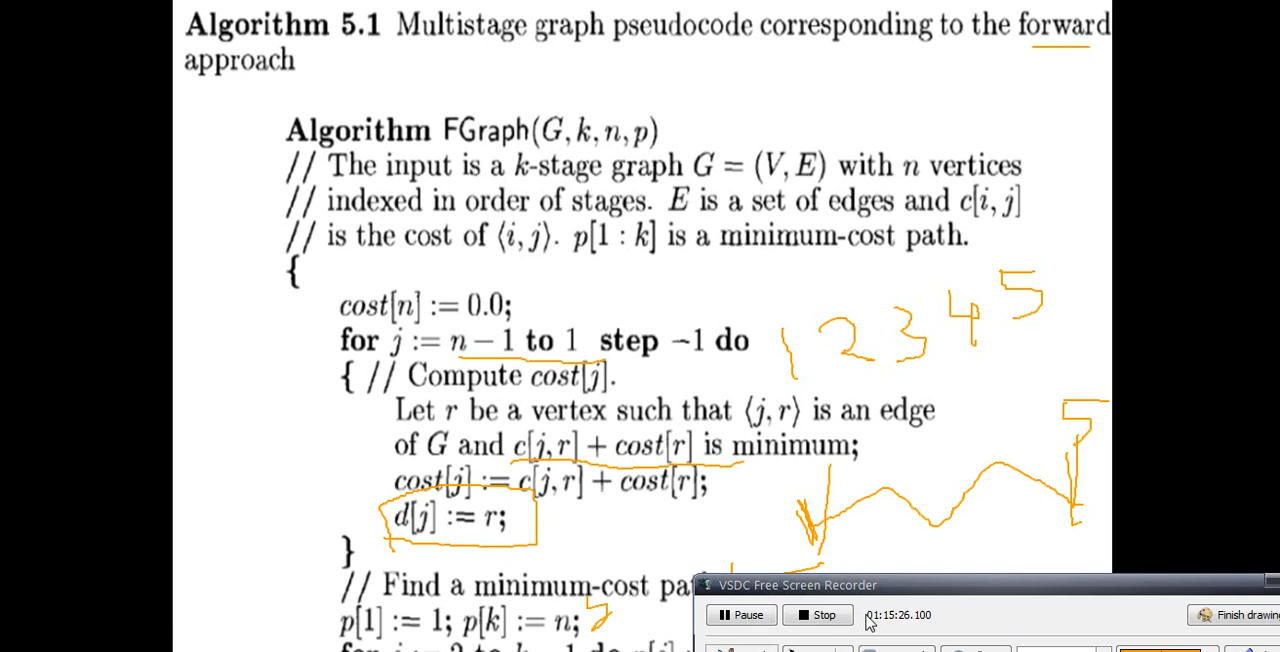 Algorithm 5.1 Multistage graph pseudocode corresponding to the forward
approach
Algorithm FGraph(G, k, n, p)
// The input is a k-stage graph G = (V, E) with n vertices
// indexed in order of stages. E is a set of edges and c[i, j]
// is the cost of ⟨i, j⟩. p[1 : k] is a minimum-cost path.
{
cost[n] := 0.0;
for j := n − 1 to 1 step −1 do
1 2 3 4 5
{ // Compute cost[j].
Let r be a vertex such that ⟨j, r⟩ is an edge
of G and c[j, r] + cost[r] is minimum;
5
cost[j] := c[j, r] + cost[r];
d[j] := r;
}
// Find a minimum-cost pa
VSDC Free Screen Recorder
p[1] := 1; p[k] := n;
Pause Stop 01:15:26.100 Finish drawing